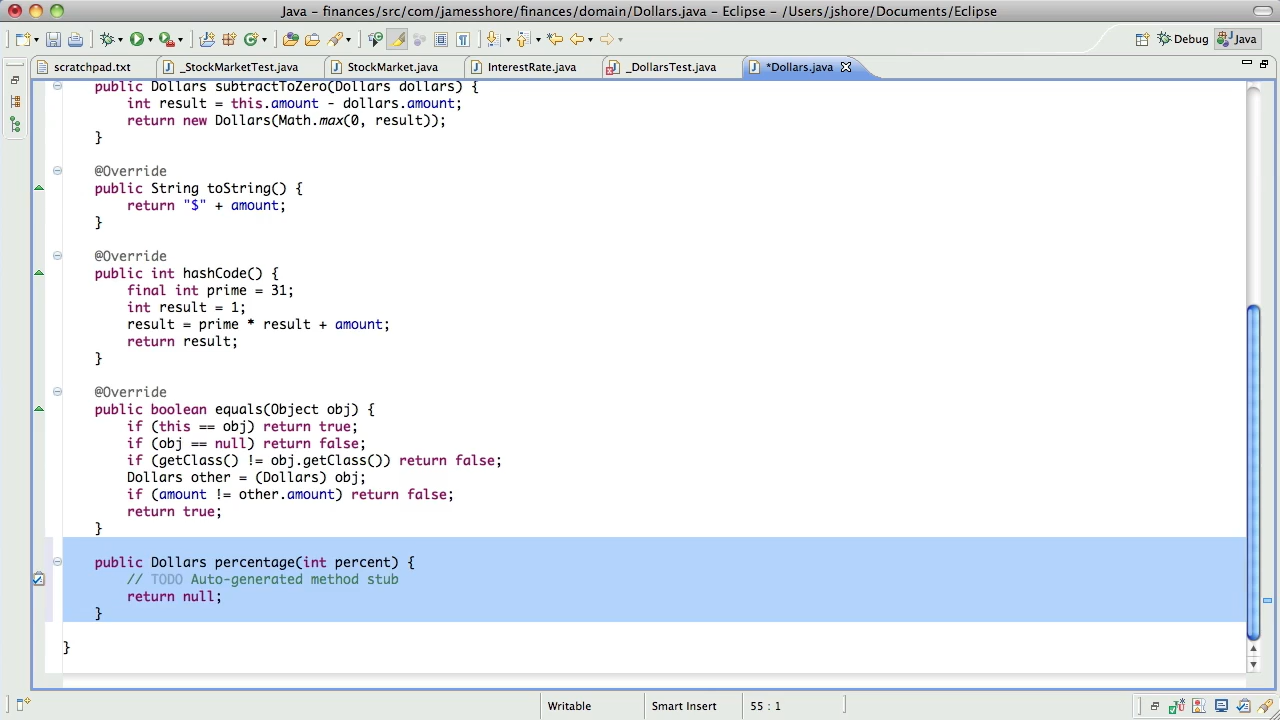 Java - finances/src/com/jamesshore/finances/domain/Dollars.java - Eclipse - /Users/jshore/Documents/Eclipse
Debug Java
scratchpad.txt _StockMarketTest.java StockMarket.java InterestRate.java _DollarsTest.java *Dollars.java
public Dollars subtractToZero(Dollars dollars) {
int result = this.amount - dollars.amount;
return new Dollars(Math.max(0, result));
}
@Override
public String toString() {
return "$" + amount;
}
@Override
public int hashCode() {
final int prime = 31;
int result = 1;
result = prime * result + amount;
return result;
}
@Override
public boolean equals(Object obj) {
if (this == obj) return true;
if (obj == null) return false;
if (getClass() != obj.getClass()) return false;
Dollars other = (Dollars) obj;
if (amount != other.amount) return false;
return true;
}
public Dollars percentage(int percent) {
// TODO Auto-generated method stub
return null;
}
}
Writable Smart Insert 55 : 1